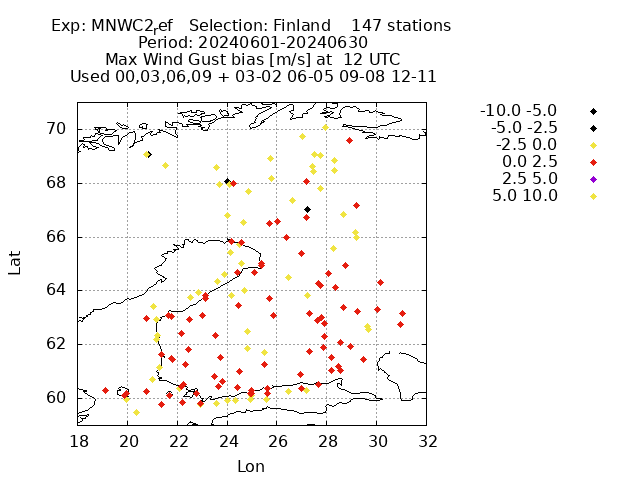 Exp: MNWC2ref   Selection: Finland    147 stations
Period: 20240601-20240630
Max Wind Gust bias [m/s] at  12 UTC
Used 00,03,06,09 + 03-02 06-05 09-08 12-11
-10.0 -5.0
-5.0 -2.5
-2.5 0.0
0.0 2.5
2.5 5.0
5.0 10.0
70
68
66
64
62
60
Lat
18 20 22 24 26 28 30 32
Lon